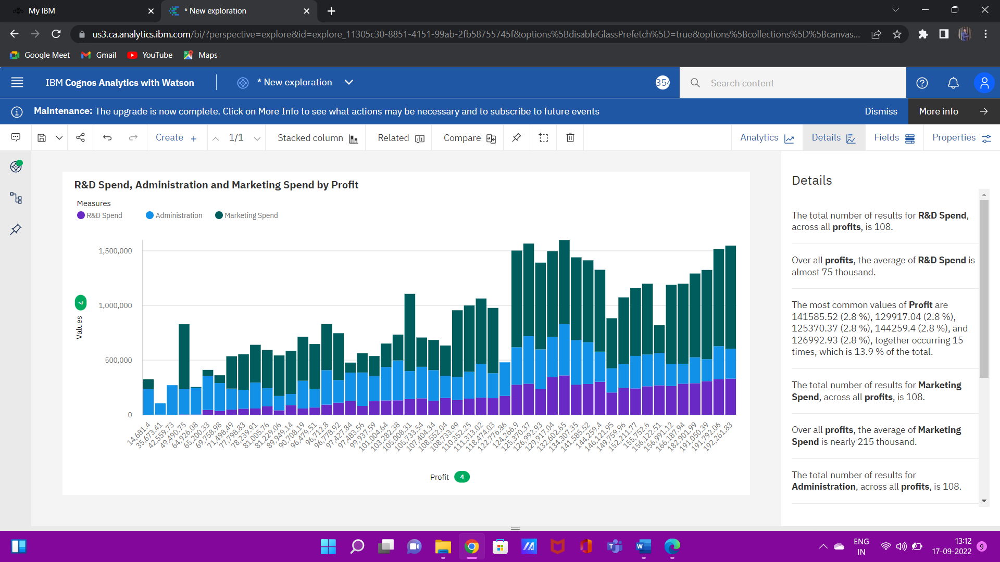 My IBM
* New exploration
us3.ca.analytics.ibm.com/bi/?perspective=explore&id=explore_11305c30-8851-4151-99ab-2fb58755745f&options%5BdisableGlassPrefetch%5D=true&options%5Bcollections%5D%5Bcanvas...
Google Meet Gmail YouTube Maps
IBM Cognos Analytics with Watson
* New exploration
354
Search content
Maintenance: The upgrade is now complete. Click on More Info to see what actions may be necessary and to subscribe to future events
Dismiss
More info
Create 1/1 Stacked column Related Compare Analytics Details Fields Properties
R&D Spend, Administration and Marketing Spend by Profit
Measures
R&D Spend Administration Marketing Spend
Values 4
1,500,000
1,000,000
500,000
0
14,681.4
35,673.41
42,559.73
49,490.75
64,926.08
65,200.33
69,758.98
71,498.49
77,798.83
78,239.91
81,005.76
81,229.06
89,949.14
90,708.19
96,479.51
96,712.8
96,778.92
97,427.84
97,483.56
99,937.59
101,004.64
103,282.38
105,008.31
105,733.54
107,404.34
108,552.04
108,733.99
110,352.25
111,313.02
118,474.03
122,776.86
124,266.9
125,370.37
126,992.93
129,917.04
132,602.65
134,307.35
141,585.52
144,259.4
146,121.95
149,759.96
152,211.77
155,752.6
156,122.51
156,991.12
166,187.94
182,901.99
191,050.39
191,792.06
192,261.83
Profit 4
Details
The total number of results for R&D Spend,
across all profits, is 108.
Over all profits, the average of R&D Spend is
almost 75 thousand.
The most common values of Profit are
141585.52 (2.8 %), 129917.04 (2.8 %),
125370.37 (2.8 %), 144259.4 (2.8 %), and
126992.93 (2.8 %), together occurring 15
times, which is 13.9 % of the total.
The total number of results for Marketing
Spend, across all profits, is 108.
Over all profits, the average of Marketing
Spend is nearly 215 thousand.
The total number of results for
Administration, across all profits, is 108.
ENG
IN
13:12
17-09-2022
9